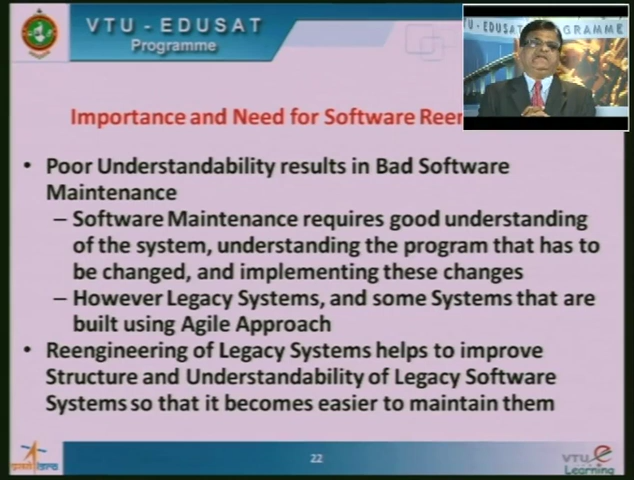 VTU - EDUSAT
Programme
VTU - EDUSAT PROGRAMME
Importance and Need for Software Reen
• Poor Understandability results in Bad Software
Maintenance
– Software Maintenance requires good understanding
of the system, understanding the program that has to
be changed, and implementing these changes
– However Legacy Systems, and some Systems that are
built using Agile Approach
• Reengineering of Legacy Systems helps to improve
Structure and Understandability of Legacy Software
Systems so that it becomes easier to maintain them
22
VTU e
Learning